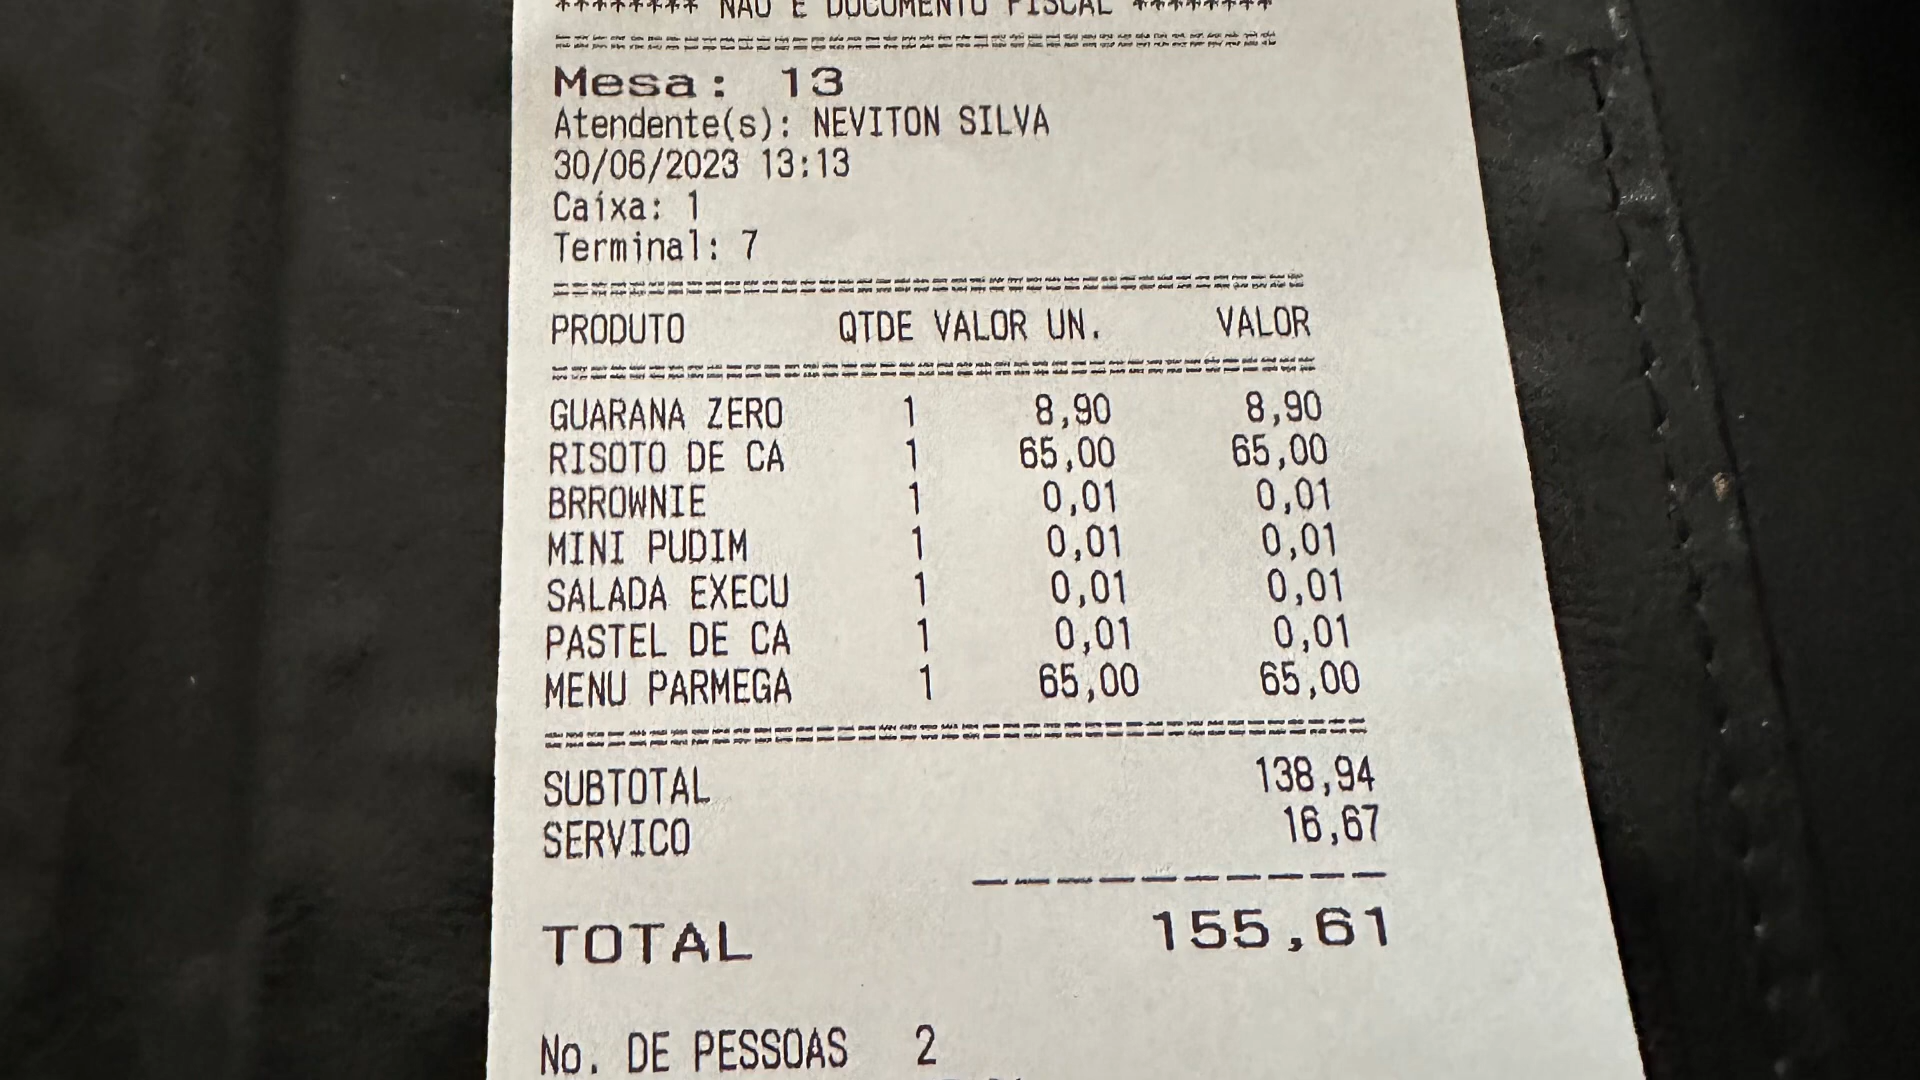 ******** NAO E DOCUMENTO FISCAL ********
Mesa: 13
Atendente(s): NEVITON SILVA
30/06/2023 13:13
Caixa: 1
Terminal: 7
PRODUTO QTDE VALOR UN. VALOR
GUARANA ZERO 1 8,90 8,90
RISOTO DE CA 1 65,00 65,00
BRROWNIE 1 0,01 0,01
MINI PUDIM 1 0,01 0,01
SALADA EXECU 1 0,01 0,01
PASTEL DE CA 1 0,01 0,01
MENU PARMEGA 1 65,00 65,00
SUBTOTAL 138,94
SERVICO 16,67
TOTAL 155,61
No. DE PESSOAS 2